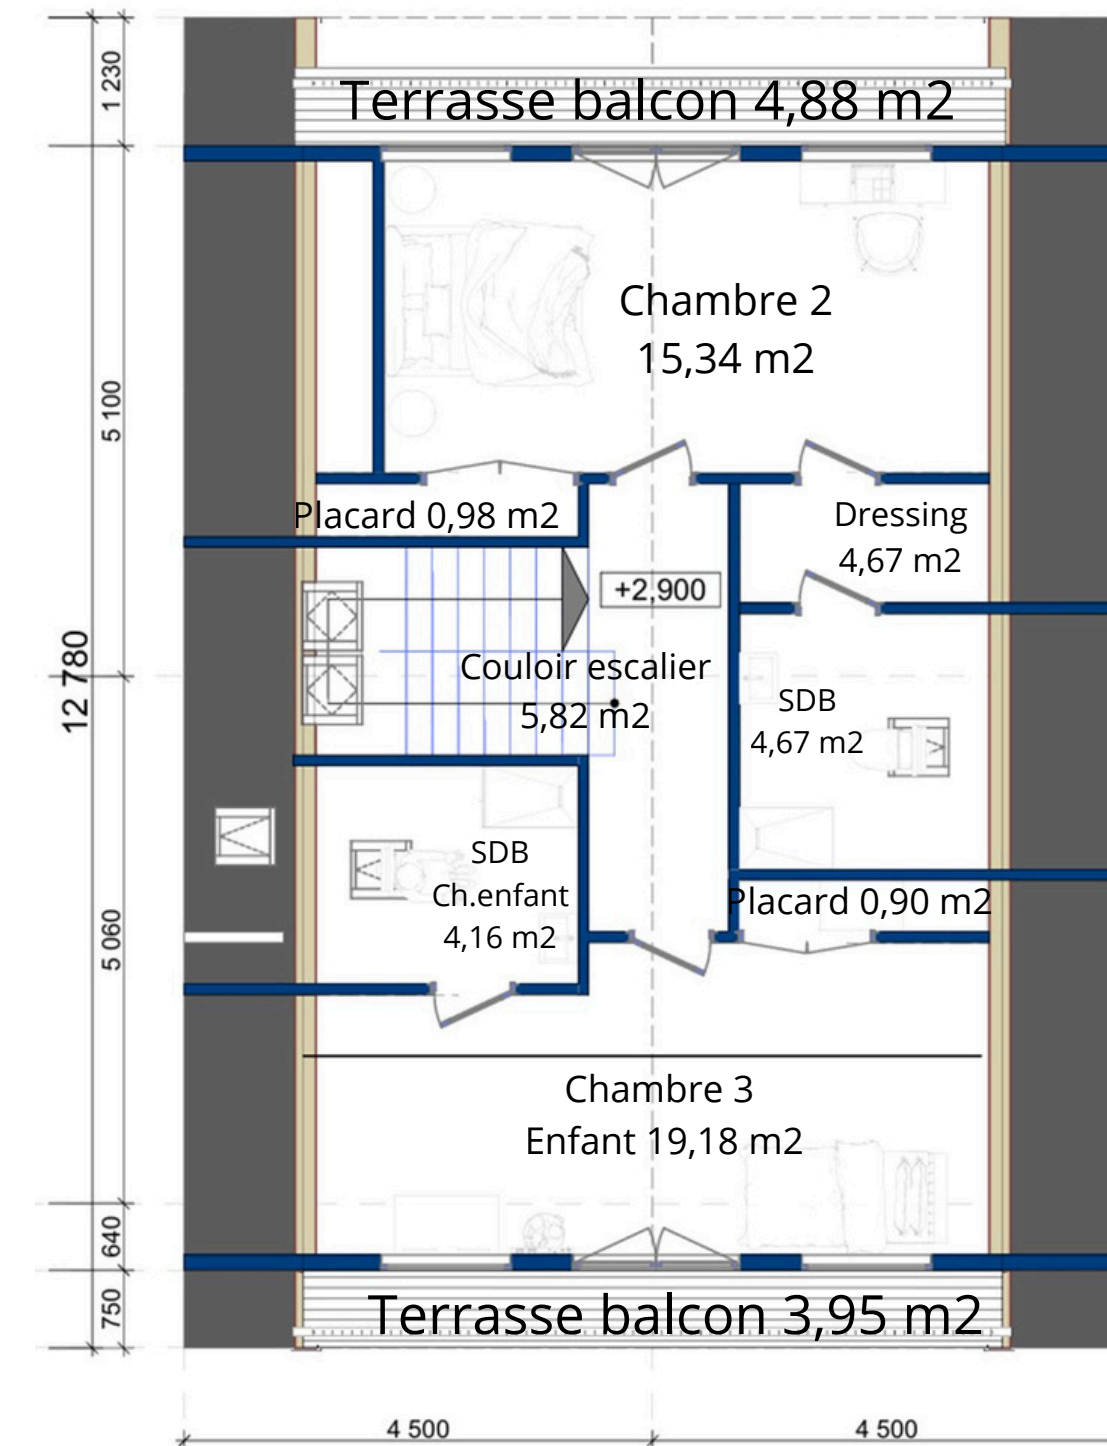 1 230
Terrasse balcon 4,88 m2
5 100
Chambre 2
15,34 m2
Placard 0,98 m2
Dressing
4,67 m2
+2,900
12 780
Couloir escalier
5,82 m2
SDB
4,67 m2
SDB
Ch.enfant
4,16 m2
Placard 0,90 m2
5 060
Chambre 3
Enfant 19,18 m2
640
750
Terrasse balcon 3,95 m2
4 500
4 500